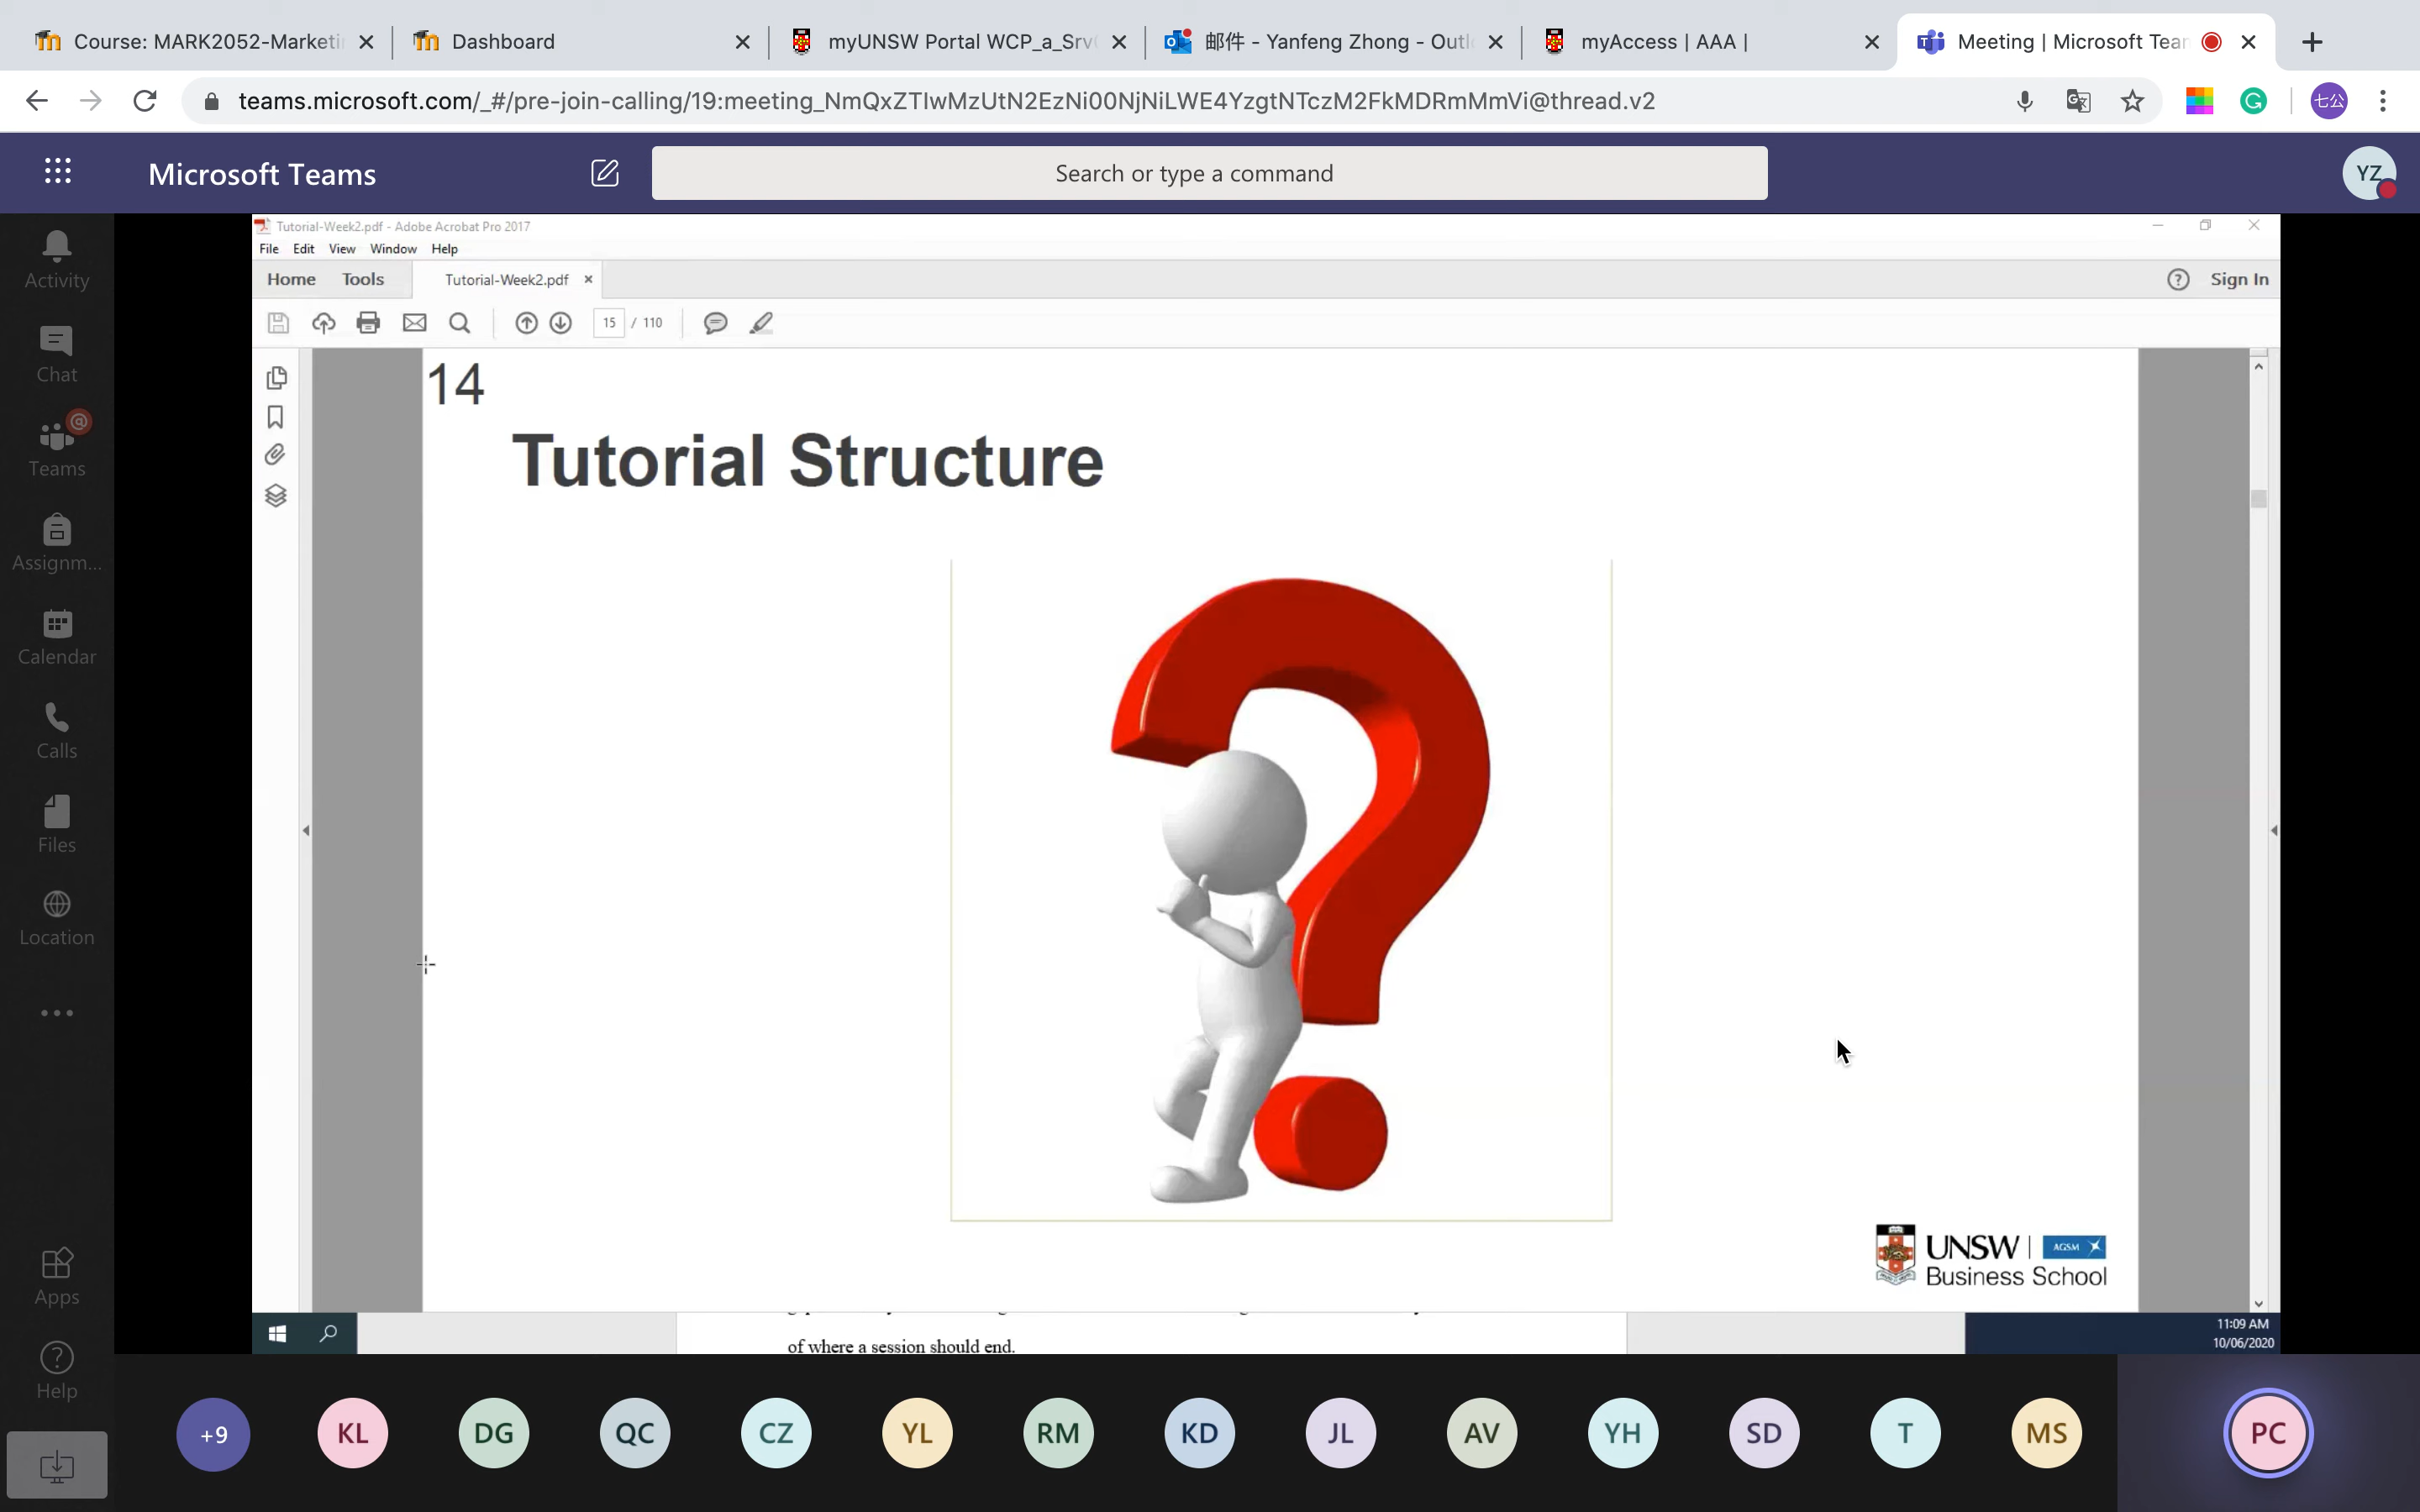 Course: MARK2052-Marketi
Dashboard
myUNSW Portal WCP_a_Srv
邮件 - Yanfeng Zhong - Outl
myAccess | AAA |
Meeting | Microsoft Tea
teams.microsoft.com/_#/pre-join-calling/19:meeting_NmQxZTIwMzUtN2EzNi00NjNiLWE4YzgtNTczM2FkMDRmMmVi@thread.v2
七公
Microsoft Teams
Search or type a command
YZ
Activity
Chat
Teams
Assignm...
Calendar
Calls
Files
Location
Apps
Help
Tutorial-Week2.pdf - Adobe Acrobat Pro 2017
File Edit View Window Help
Home Tools Tutorial-Week2.pdf
Sign In
15 / 110
14
Tutorial Structure
UNSW AGSM
Business School
of where a session should end.
11:09 AM
10/06/2020
+9 KL DG QC CZ YL RM KD JL AV YH SD T MS PC